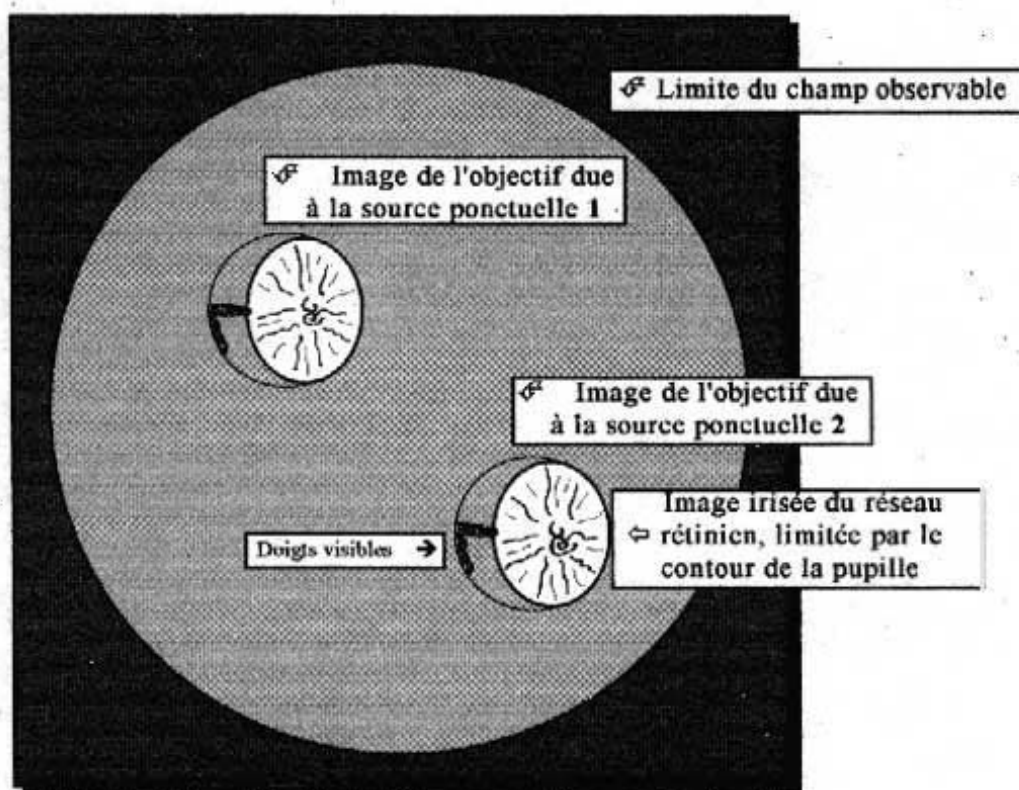 Limite du champ observable
Image de l'objectif due
à la source ponctuelle 1
Image de l'objectif due
à la source ponctuelle 2
Image irisée du réseau
rétinien, limitée par le
contour de la pupille
Doigts visibles →